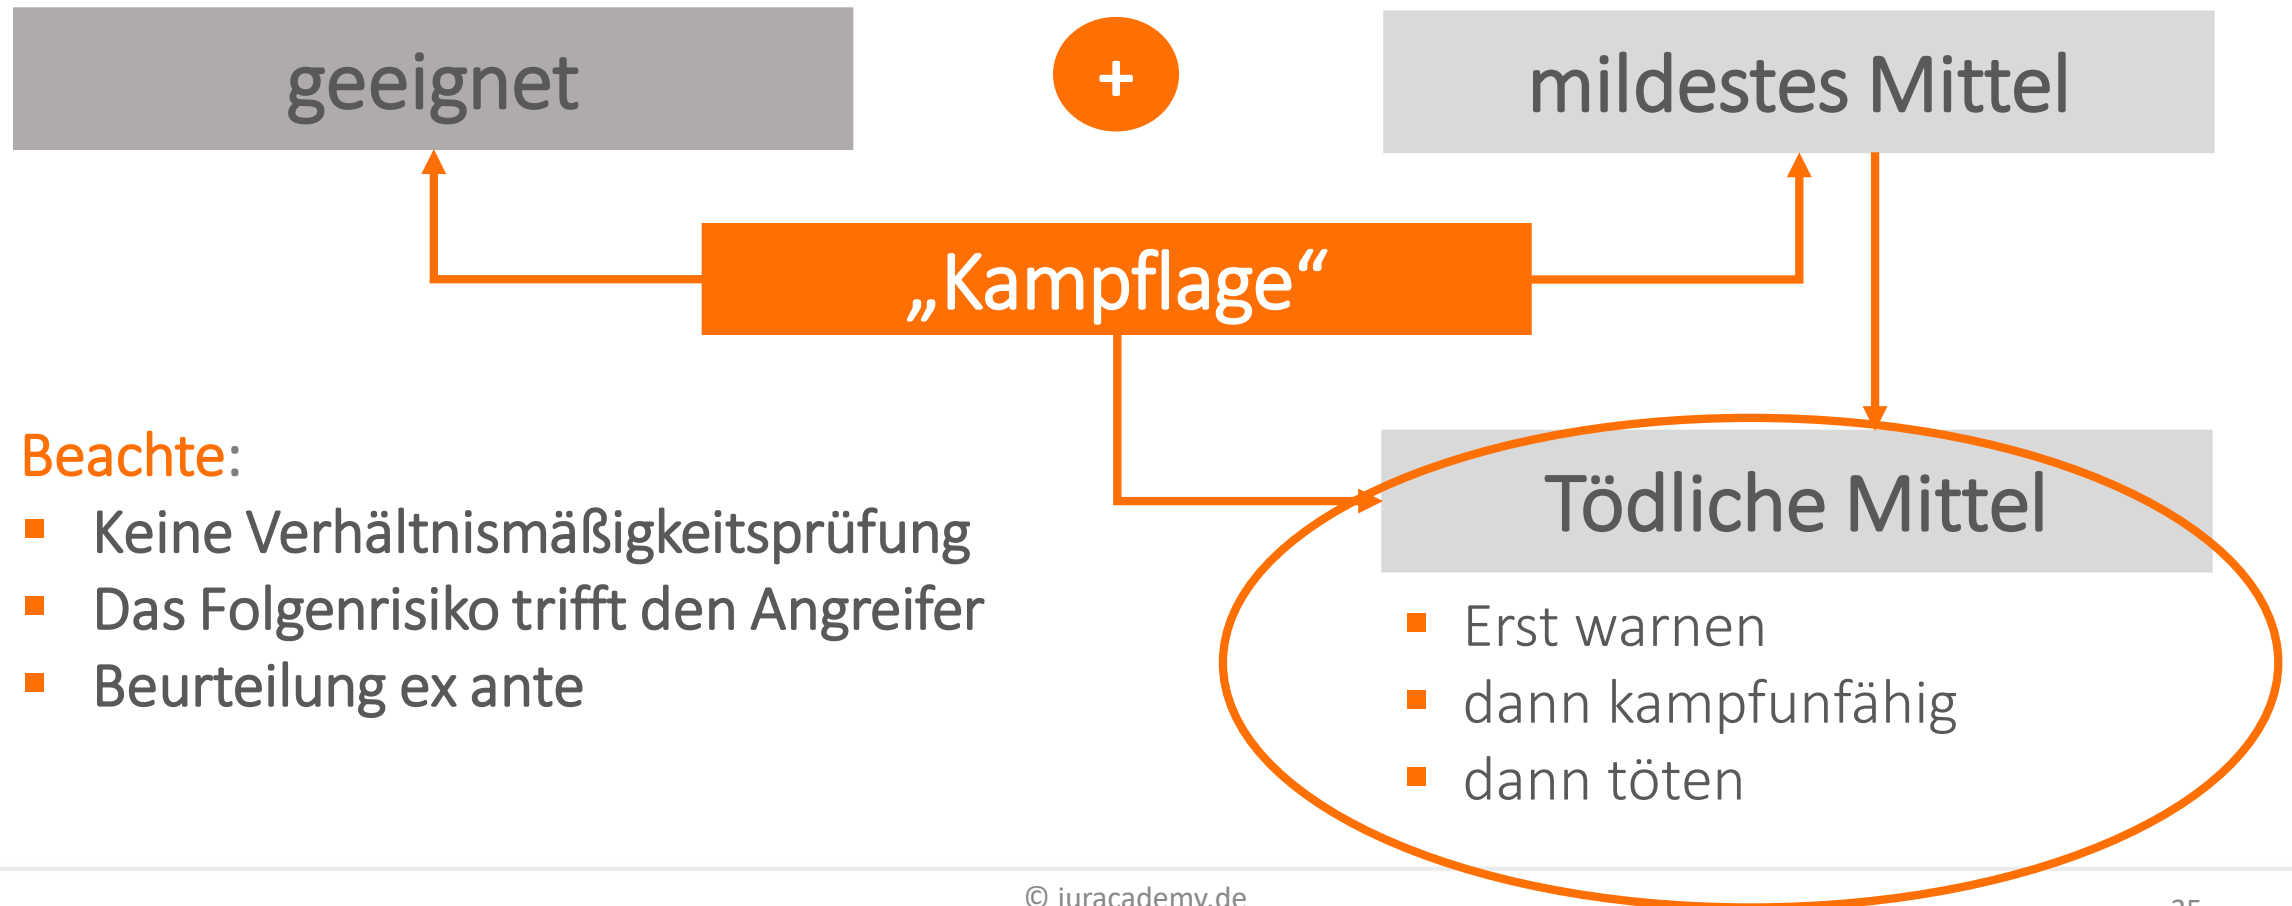 geeignet
+
mildestes Mittel
„Kampflage“
Beachte:
Keine Verhältnismäßigkeitsprüfung
Das Folgenrisiko trifft den Angreifer
Beurteilung ex ante
Tödliche Mittel
Erst warnen
dann kampfunfähig
dann töten
© iuracademy.de